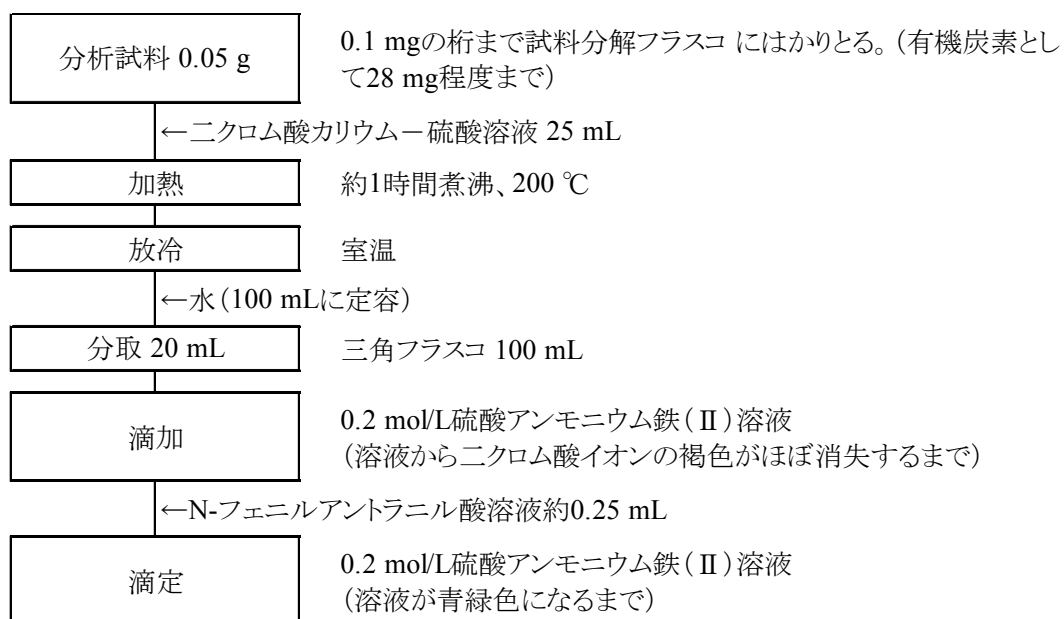 分析試料 0.05 g
0.1 mgの桁まで試料分解フラスコ にはかりとる。（有機炭素とし
て28 mg程度まで）
←二クロム酸カリウム－硫酸溶液 25 mL
加熱
約1時間煮沸、200 ℃
放冷
室温
←水（100 mLに定容）
分取 20 mL
三角フラスコ 100 mL
滴加
0.2 mol/L硫酸アンモニウム鉄（Ⅱ）溶液
（溶液から二クロム酸イオンの褐色がほぼ消失するまで）
←N-フェニルアントラニル酸溶液約0.25 mL
滴定
0.2 mol/L硫酸アンモニウム鉄（Ⅱ）溶液
（溶液が青緑色になるまで）